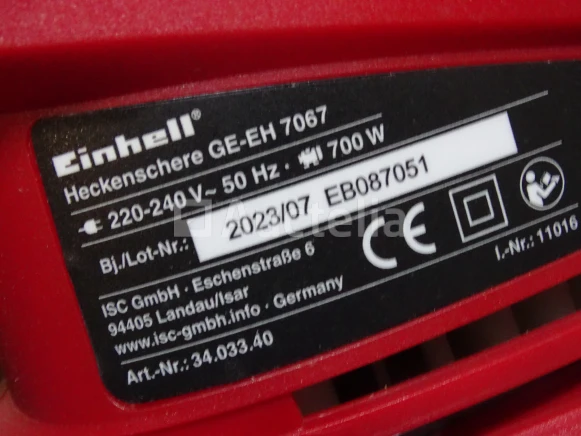 Einhell®
Heckenschere GE-EH 7067
220-240 V~ 50 Hz · 700 W
Bj./Lot-Nr.: 2023/07 EB087051
ISC GmbH · Eschenstraße 6
94405 Landau/Isar
www.isc-gmbh.info · Germany
Art.-Nr.: 34.033.40
I.-Nr.: 11016
CE